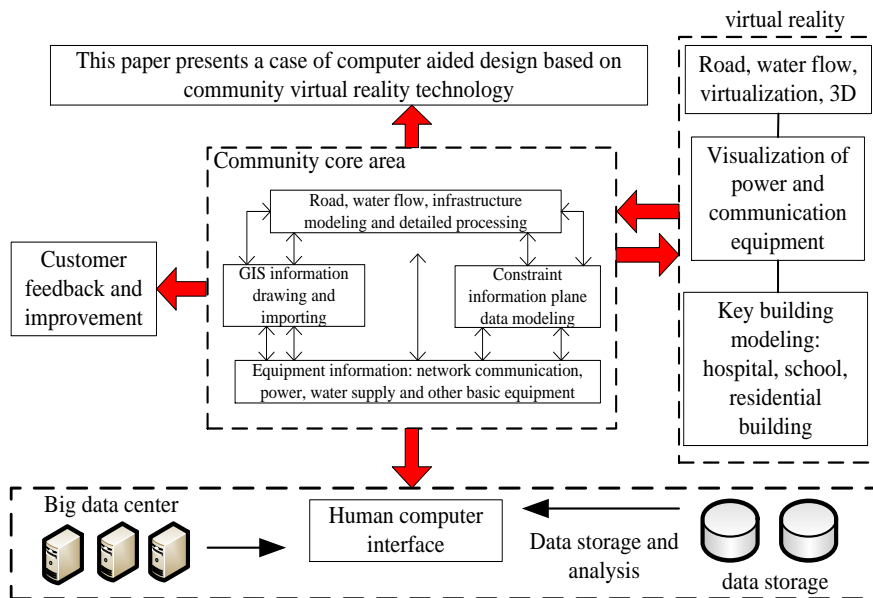 virtual reality
This paper presents a case of computer aided design based on
community virtual reality technology
Road, water flow,
virtualization, 3D
Visualization of
power and
communication
equipment
Key building
modeling:
hospital, school,
residential
building
Community core area
Road, water flow, infrastructure
modeling and detailed processing
GIS information
drawing and
importing
Constraint
information plane
data modeling
Equipment information: network communication,
power, water supply and other basic equipment
Customer
feedback and
improvement
Big data center
Human computer
interface
Data storage and
analysis
data storage